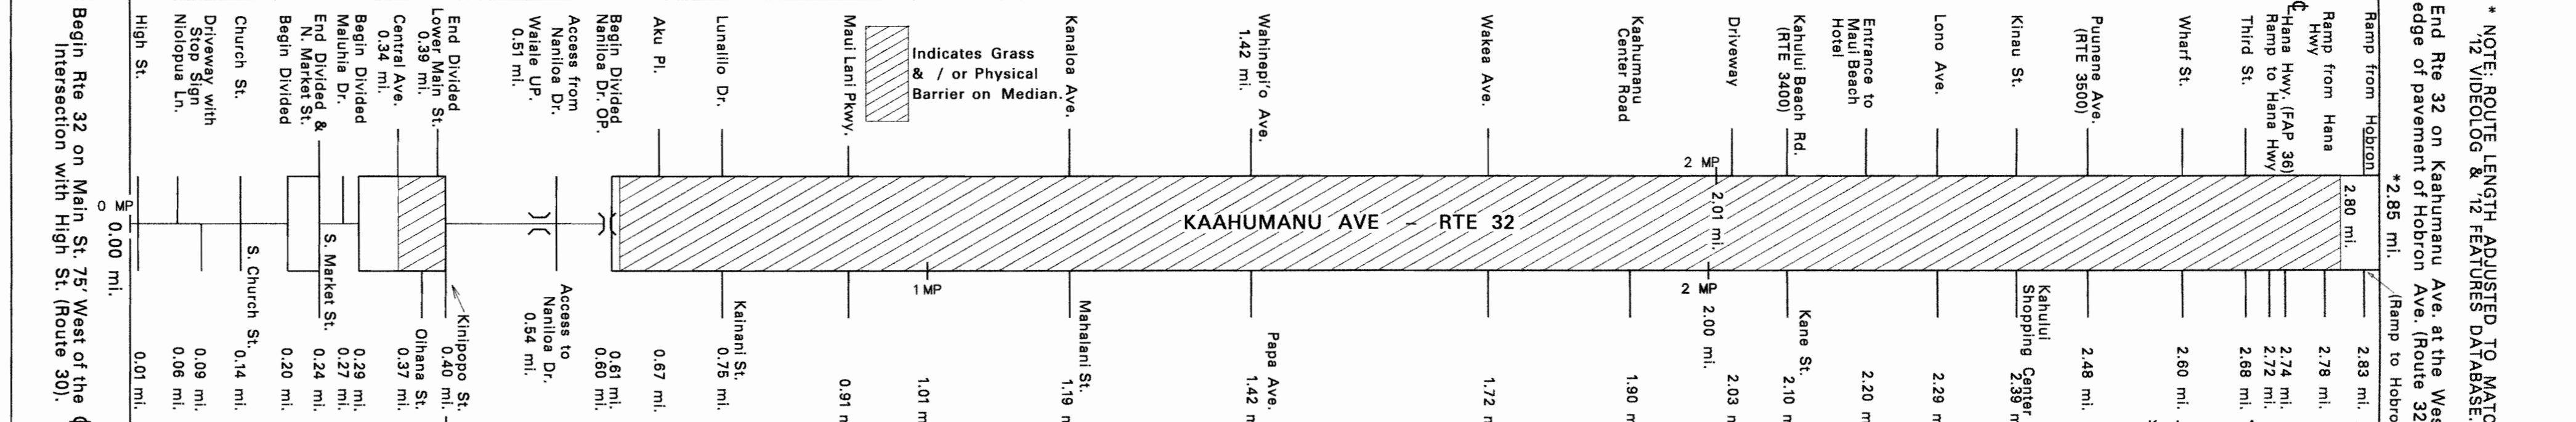 * NOTE: ROUTE LENGTH ADJUSTED TO
'12 VIDEOLOG & '12 FEATURES DATABASE.
End Rte 32 on Kaahumanu Ave. at the
edge of pavement of Hobron Ave. (Route 32
*2.85 mi.
(Ramp to
Ramp from Hobron
Ramp from Hana
Hwy
Hana Hwy. (FAP 36)
Ramp to Hana Hwy
Third St.
Wharf St.
Puunene Ave.
(RTE 3500)
Kinau St.
Lono Ave.
Entrance to
Maui Beach
Hotel
Kahului Beach Rd.
(RTE 3400)
Driveway
Kaahumanu
Center Road
Wakea Ave.
Wahinepi'o Ave.
1.42 mi.
Kanaloa Ave.
Indicates Grass
& / or Physical
Barrier on Median.
Maui Lani Pkwy.
Lunalilo Dr.
Aku Pl.
Begin Divided
Naniloa Dr. OP.
Access from
Naniloa Dr.
Waiale UP.
0.51 mi.
End Divided
Lower Main St.
0.39 mi.
Central Ave.
0.34 mi.
Begin Divided
Maluhia Dr.
End Divided &
N. Market St.
Begin Divided
Church St.
Driveway with
Stop Sign
Niolopua Ln.
High St.
2.80 mi.
2 MP
2.01 mi.
KAAHUMANU AVE - RTE 32
0 MP
0.00 mi.
1 MP
2 MP
2.00 mi.
Kahului
Shopping Center
Kane St.
Papa Ave.
Mahalani St.
Kainani St.
Access to
Naniloa Dr.
0.54 mi.
Kinipopo St.
Oihana St.
S. Market St.
S. Church St.
2.83 mi.
2.78 mi.
2.74 mi.
2.72 mi.
2.68 mi.
2.60 mi.
2.48 mi.
2.39
2.29
2.20
2.10
2.03
1.90
1.72
1.42
1.19
1.01
0.91
0.75 mi.
0.67 mi.
0.61 mi.
0.60 mi.
0.40 mi.
0.37 mi.
0.29 mi.
0.27 mi.
0.24 mi.
0.20 mi.
0.14 mi.
0.09 mi.
0.06 mi.
0.01 mi.
Begin Rte 32 on Main St. 75' West of the ℄
Intersection with High St. (Route 30).